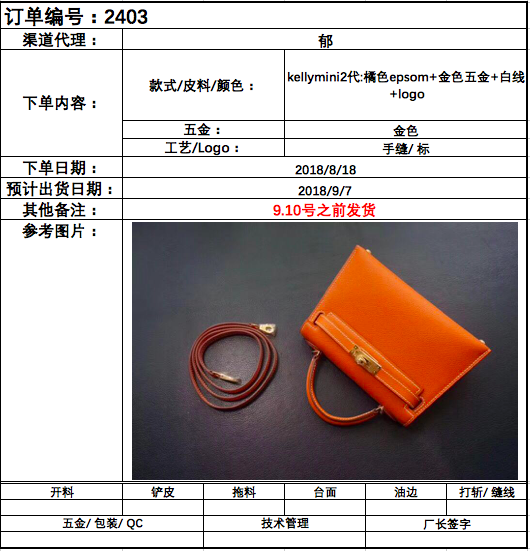 订单编号：2403
渠道代理：
郁
下单内容：
款式/皮料/颜色：
kellymini2代:橘色epsom+金色五金+白线
+logo
五金：
金色
工艺/Logo：
手缝/ 标
下单日期：
2018/8/18
预计出货日期：
2018/9/7
其他备注：
9.10号之前发货
参考图片：
开料
铲皮
拖料
台面
油边
打斩/ 缝线
五金/ 包装/ QC
技术管理
厂长签字